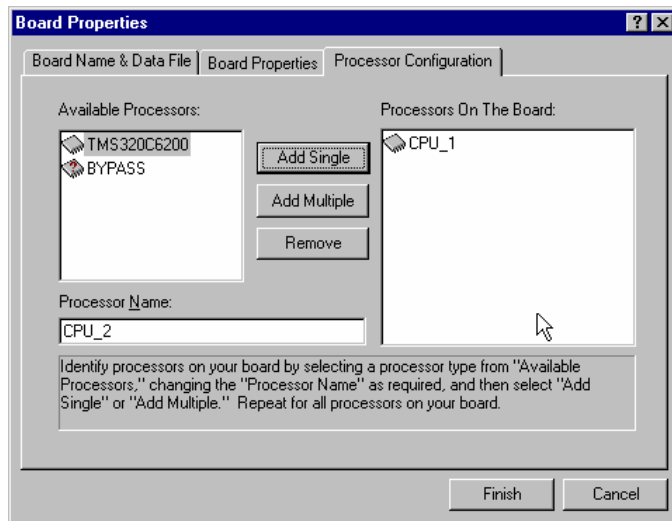 Board Properties
Board Name & Data File
Board Properties
Processor Configuration
Available Processors:
TMS320C6200
BYPASS
Add Single
Add Multiple
Remove
Processors On The Board:
CPU_1
Processor Name:
CPU_2
Identify processors on your board by selecting a processor type from "Available
Processors," changing the "Processor Name" as required, and then select "Add
Single" or "Add Multiple." Repeat for all processors on your board.
Finish
Cancel